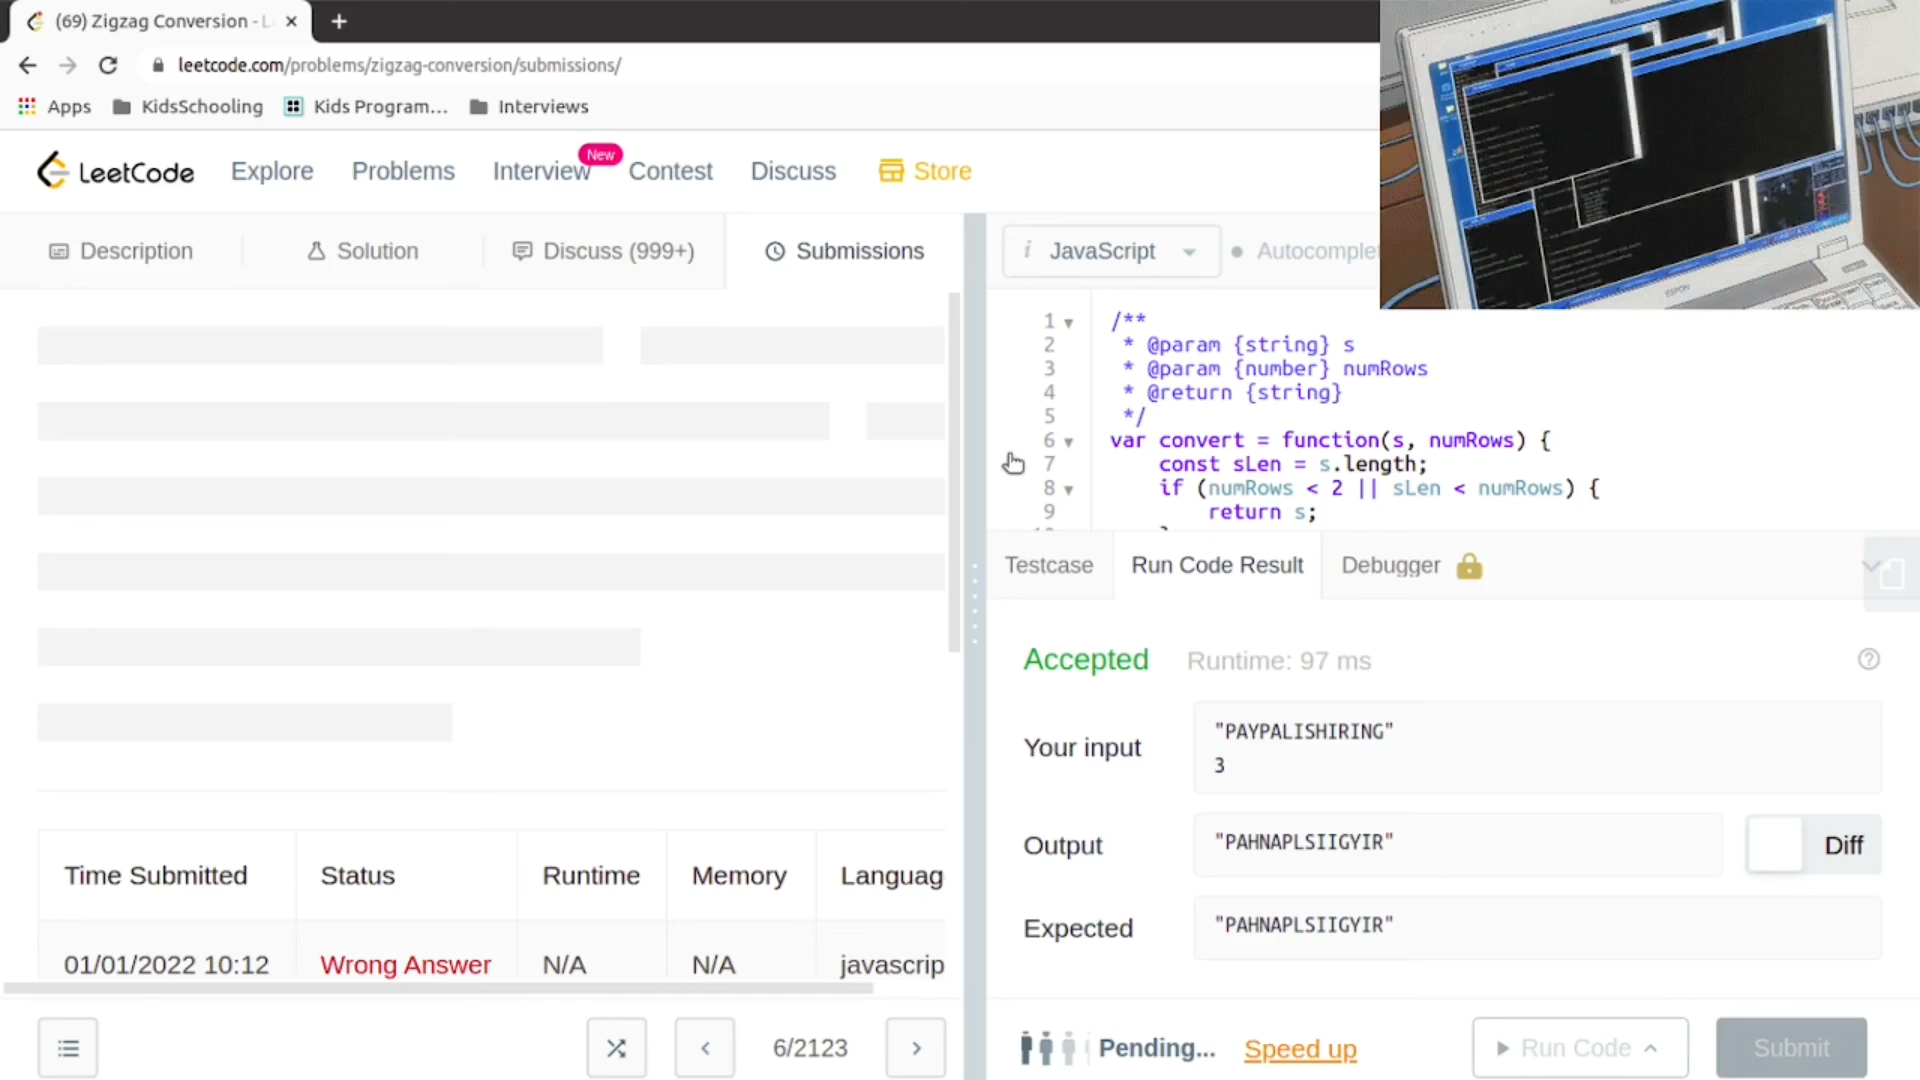 (69) Zigzag Conversion - L
leetcode.com/problems/zigzag-conversion/submissions/
Apps KidsSchooling Kids Program... Interviews
LeetCode Explore Problems Interview New Contest Discuss Store
Description Solution Discuss (999+) Submissions
i JavaScript Autocomplet
1 /**
2 * @param {string} s
3 * @param {number} numRows
4 * @return {string}
5 */
6 var convert = function(s, numRows) {
7 const sLen = s.length;
8 if (numRows < 2 || sLen < numRows) {
9 return s;
Testcase Run Code Result Debugger
Accepted Runtime: 97 ms
Your input
"PAYPALISHIRING"
3
Output
"PAHNAPLSIIGYIR"
Diff
Expected
"PAHNAPLSIIGYIR"
Time Submitted Status Runtime Memory Languag
01/01/2022 10:12 Wrong Answer N/A N/A javascrip
6/2123
Pending... Speed up Run Code Submit